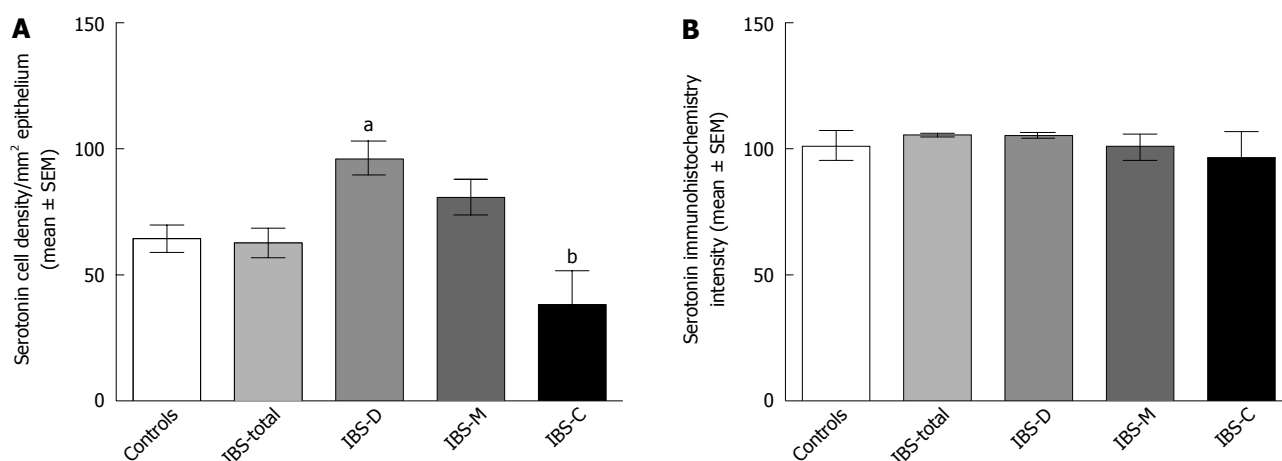 A
Serotonin cell density/mm² epithelium
(mean ± SEM)
150
100
50
0
a
b
Controls
IBS-total
IBS-D
IBS-M
IBS-C
B
Serotonin immunohistochemistry
intensity (mean ± SEM)
150
100
50
0
Controls
IBS-total
IBS-D
IBS-M
IBS-C